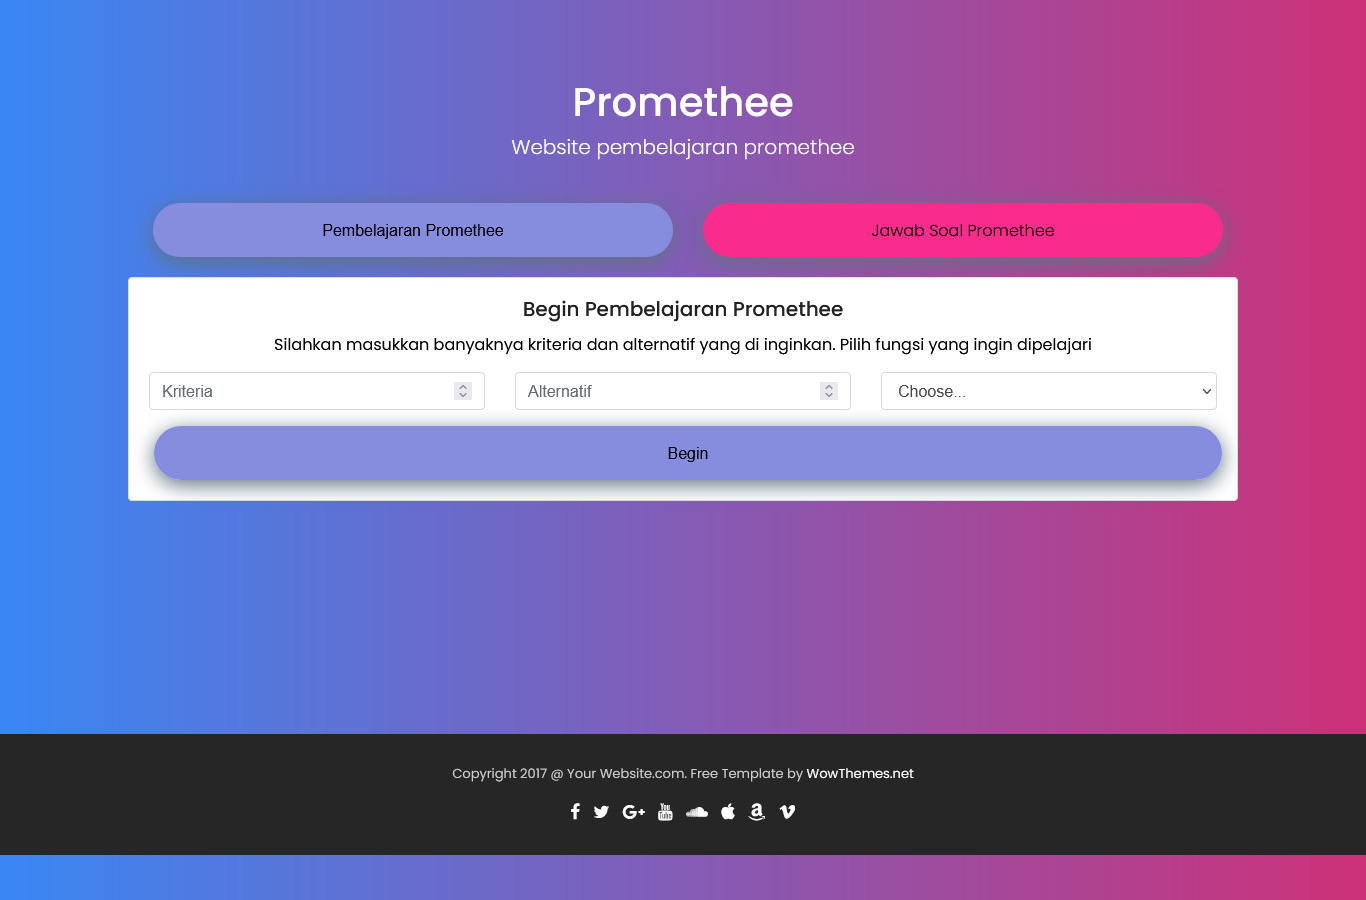 Promethee
Website pembelajaran promethee
Pembelajaran Promethee
Jawab Soal Promethee
Begin Pembelajaran Promethee
Silahkan masukkan banyaknya kriteria dan alternatif yang di inginkan. Pilih fungsi yang ingin dipelajari
Kriteria
Alternatif
Choose...
Begin
Copyright 2017 @ Your Website.com. Free Template by WowThemes.net